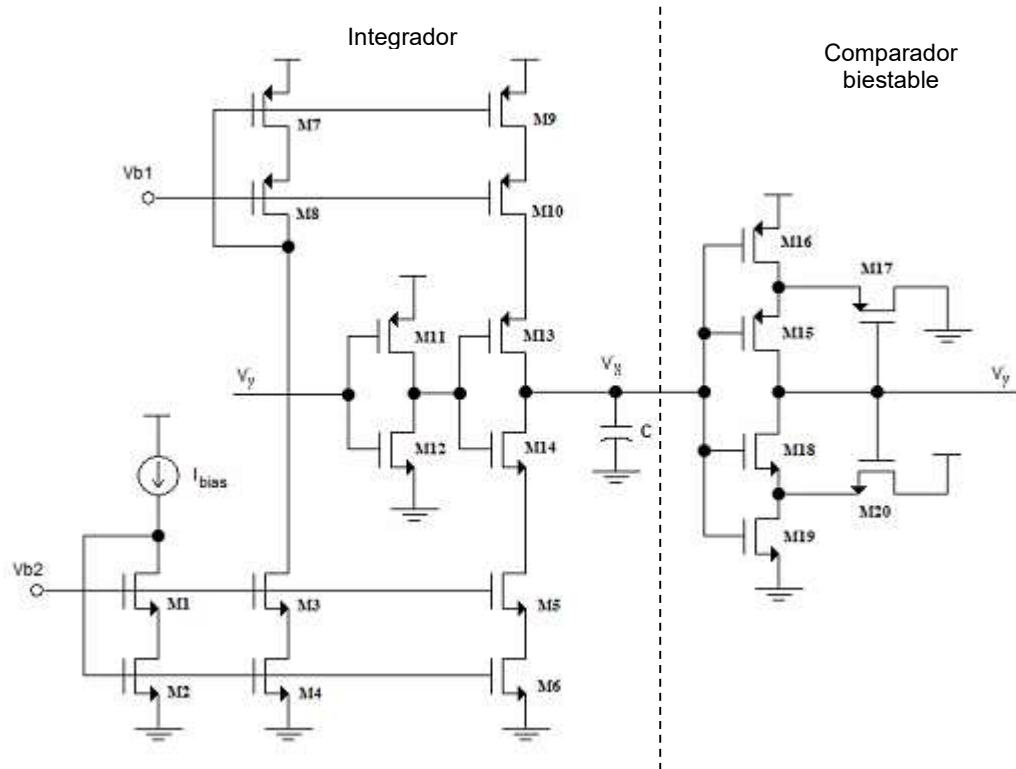 Integrador
Comparador
biestable
M7
M9
Vb1
M8
M10
M16
M17
M11
M13
M15
Vy
Vx
Vy
C
M12
M14
M18
Ibias
M20
M19
Vb2
M1
M3
M5
M2
M4
M6